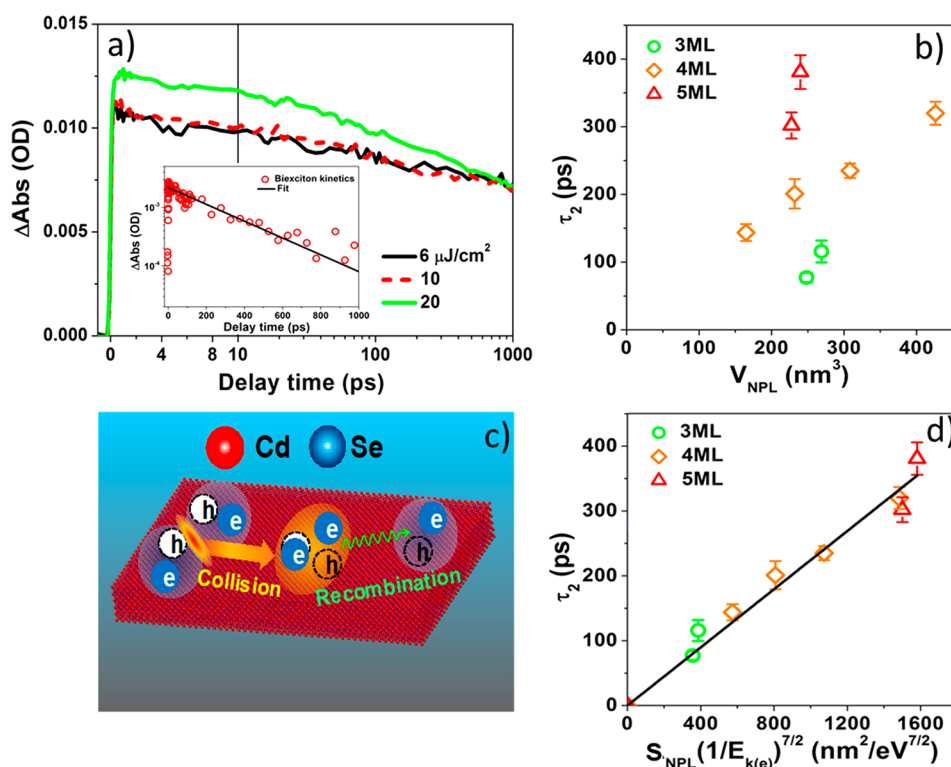 a)
0.015
0.010
0.005
0.000
ΔAbs (OD)
0 4 8 10 100 1000
Delay time (ps)
6 μJ/cm²
10
20
Biexciton kinetics
Fit
10⁻³
10⁻⁴
ΔAbs (OD)
0 200 400 600 800 1000
Delay time (ps)
b)
3ML
4ML
5ML
400
300
200
100
0
τ₂ (ps)
0 100 200 300 400
V_NPL (nm³)
c)
Cd Se
h
e
h
e
e
e
h
e
h
Collision
Recombination
d)
3ML
4ML
5ML
400
300
200
100
0
τ₂ (ps)
0 400 800 1200 1600
S_NPL(1/E_k(e))^7/2 (nm²/eV^7/2)